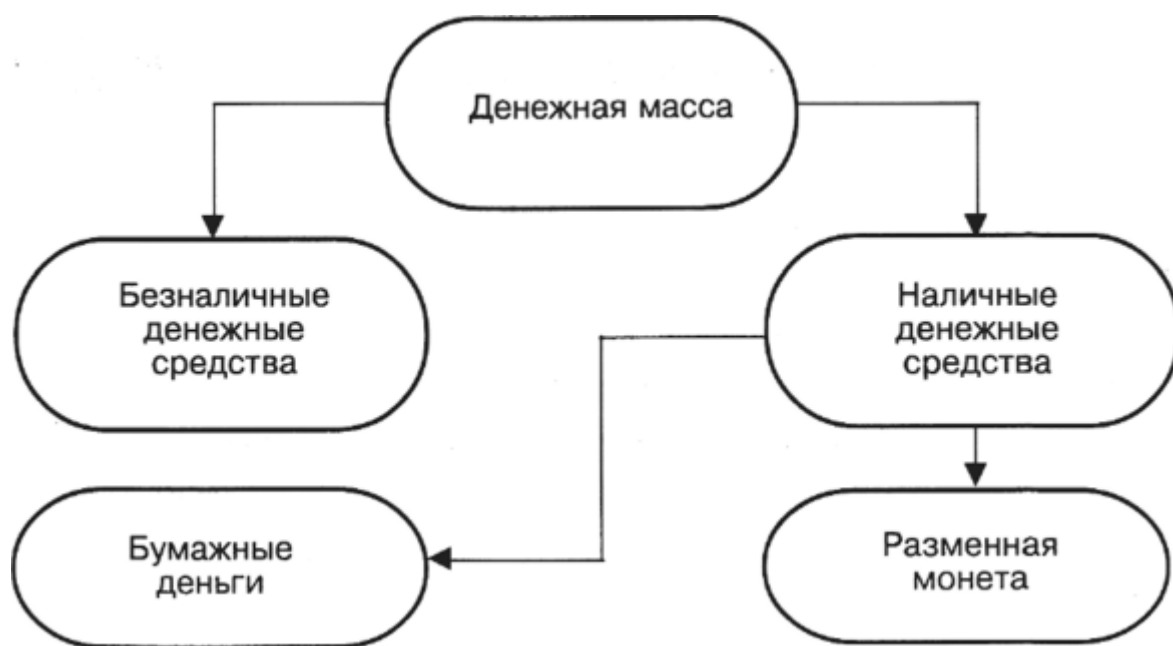 Денежная масса
Безналичные
денежные
средства
Наличные
денежные
средства
Бумажные
деньги
Разменная
монета